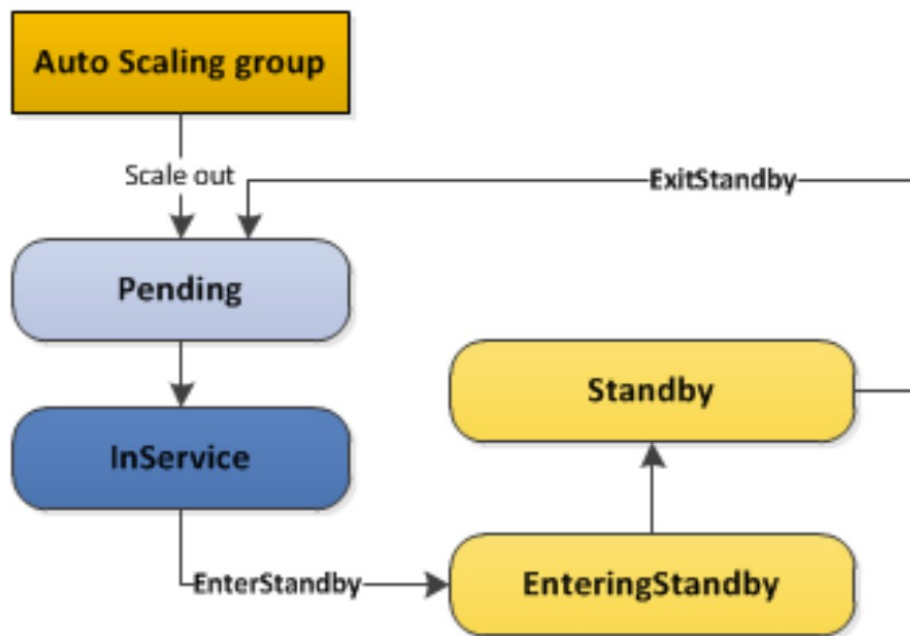 Auto Scaling group
Scale out
ExitStandby
Pending
Standby
InService
EnterStandby
EnteringStandby